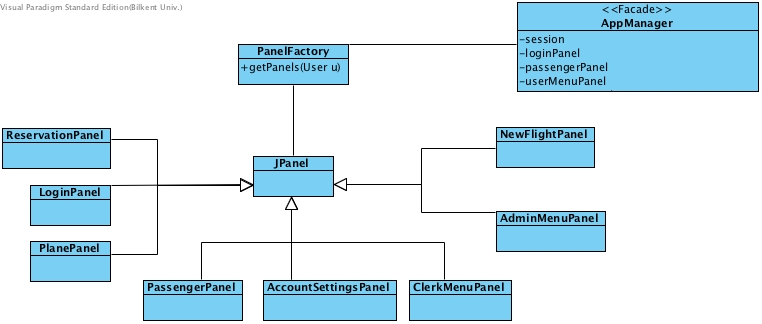 Visual Paradigm Standard Edition(Bilkent Univ.)
<<Facade>>
AppManager
-session
-loginPanel
-passengerPanel
-userMenuPanel
PanelFactory
+getPanels(User u)
ReservationPanel
JPanel
NewFlightPanel
LoginPanel
AdminMenuPanel
PlanePanel
PassengerPanel
AccountSettingsPanel
ClerkMenuPanel